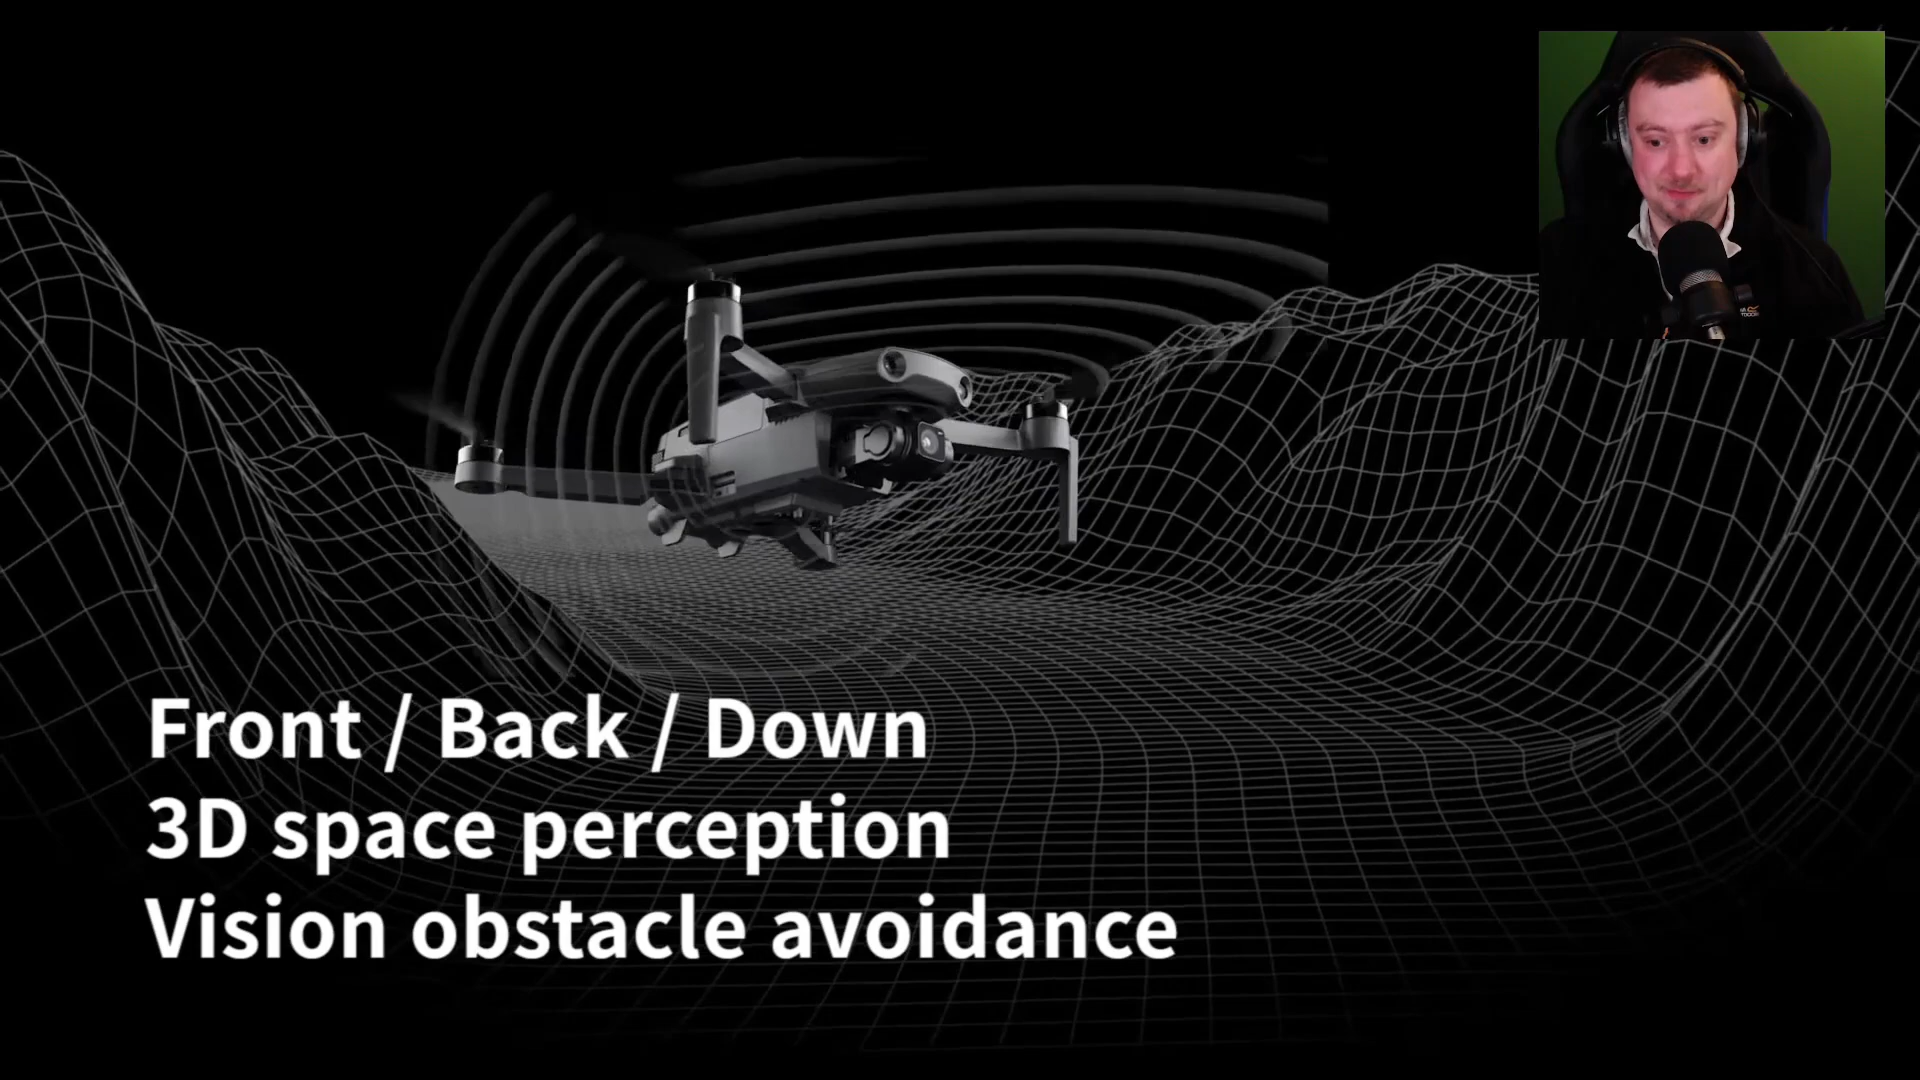 Front / Back / Down
3D space perception
Vision obstacle avoidance